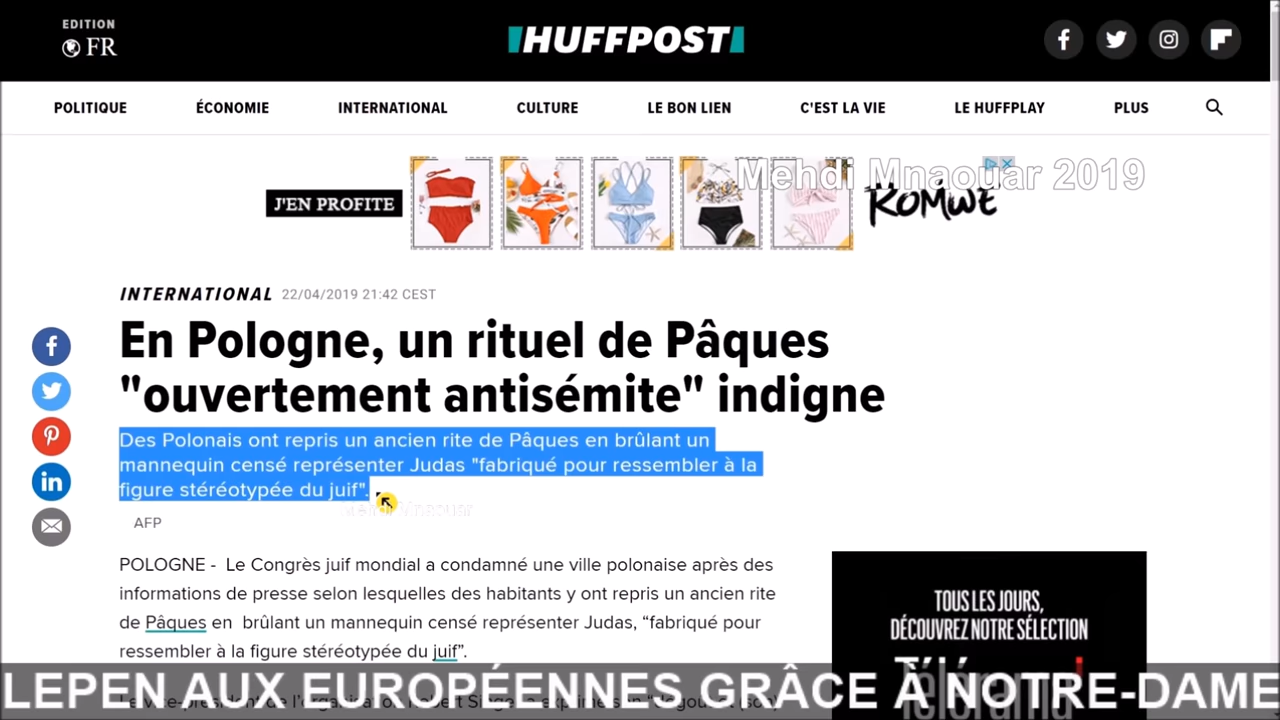 EDITION
FR
HUFFPOST
POLITIQUE ÉCONOMIE INTERNATIONAL CULTURE LE BON LIEN C'EST LA VIE LE HUFFPLAY PLUS
Mehdi Mnaouar 2019
J'EN PROFITE
ROMWE
INTERNATIONAL 22/04/2019 21:42 CEST
En Pologne, un rituel de Pâques
"ouvertement antisémite" indigne
Des Polonais ont repris un ancien rite de Pâques en brûlant un
mannequin censé représenter Judas "fabriqué pour ressembler à la
figure stéréotypée du juif".
Mehdi Mnaouar
AFP
POLOGNE - Le Congrès juif mondial a condamné une ville polonaise après des
informations de presse selon lesquelles des habitants y ont repris un ancien rite
de Pâques en brûlant un mannequin censé représenter Judas, “fabriqué pour
ressembler à la figure stéréotypée du juif”.
TOUS LES JOURS,
DÉCOUVREZ NOTRE SÉLECTION
Télérama
LEPEN AUX EUROPÉENNES GRÂCE À NOTRE-DAME